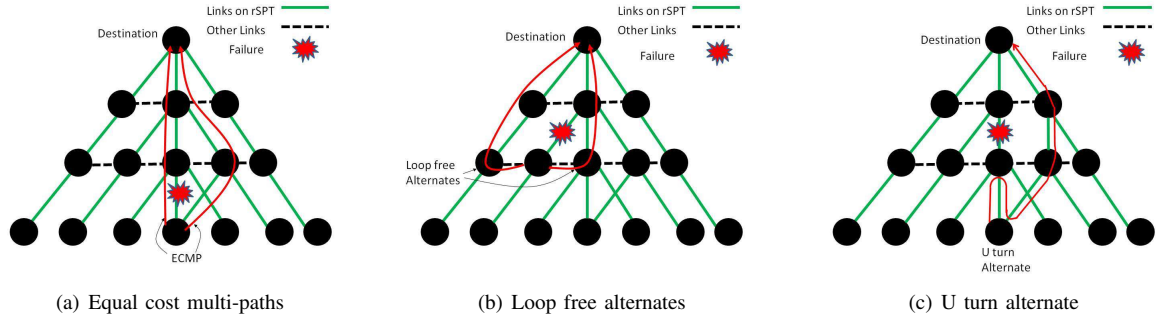 Links on rSPT
Other Links
Failure
Destination
ECMP
(a) Equal cost multi-paths
Links on rSPT
Other Links
Failure
Destination
Loop free
Alternates
(b) Loop free alternates
Links on rSPT
Other Links
Failure
Destination
U turn
Alternate
(c) U turn alternate